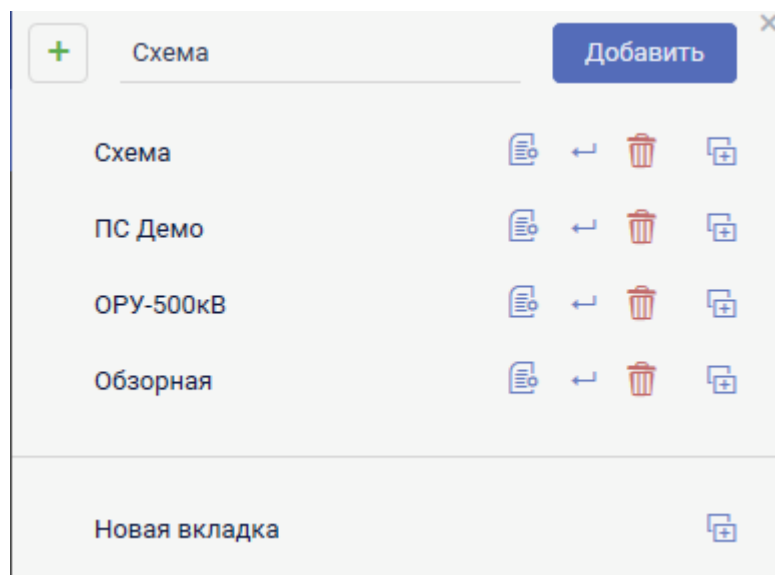 Схема
Добавить
Схема
ПС Демо
ОРУ-500кВ
Обзорная
Новая вкладка